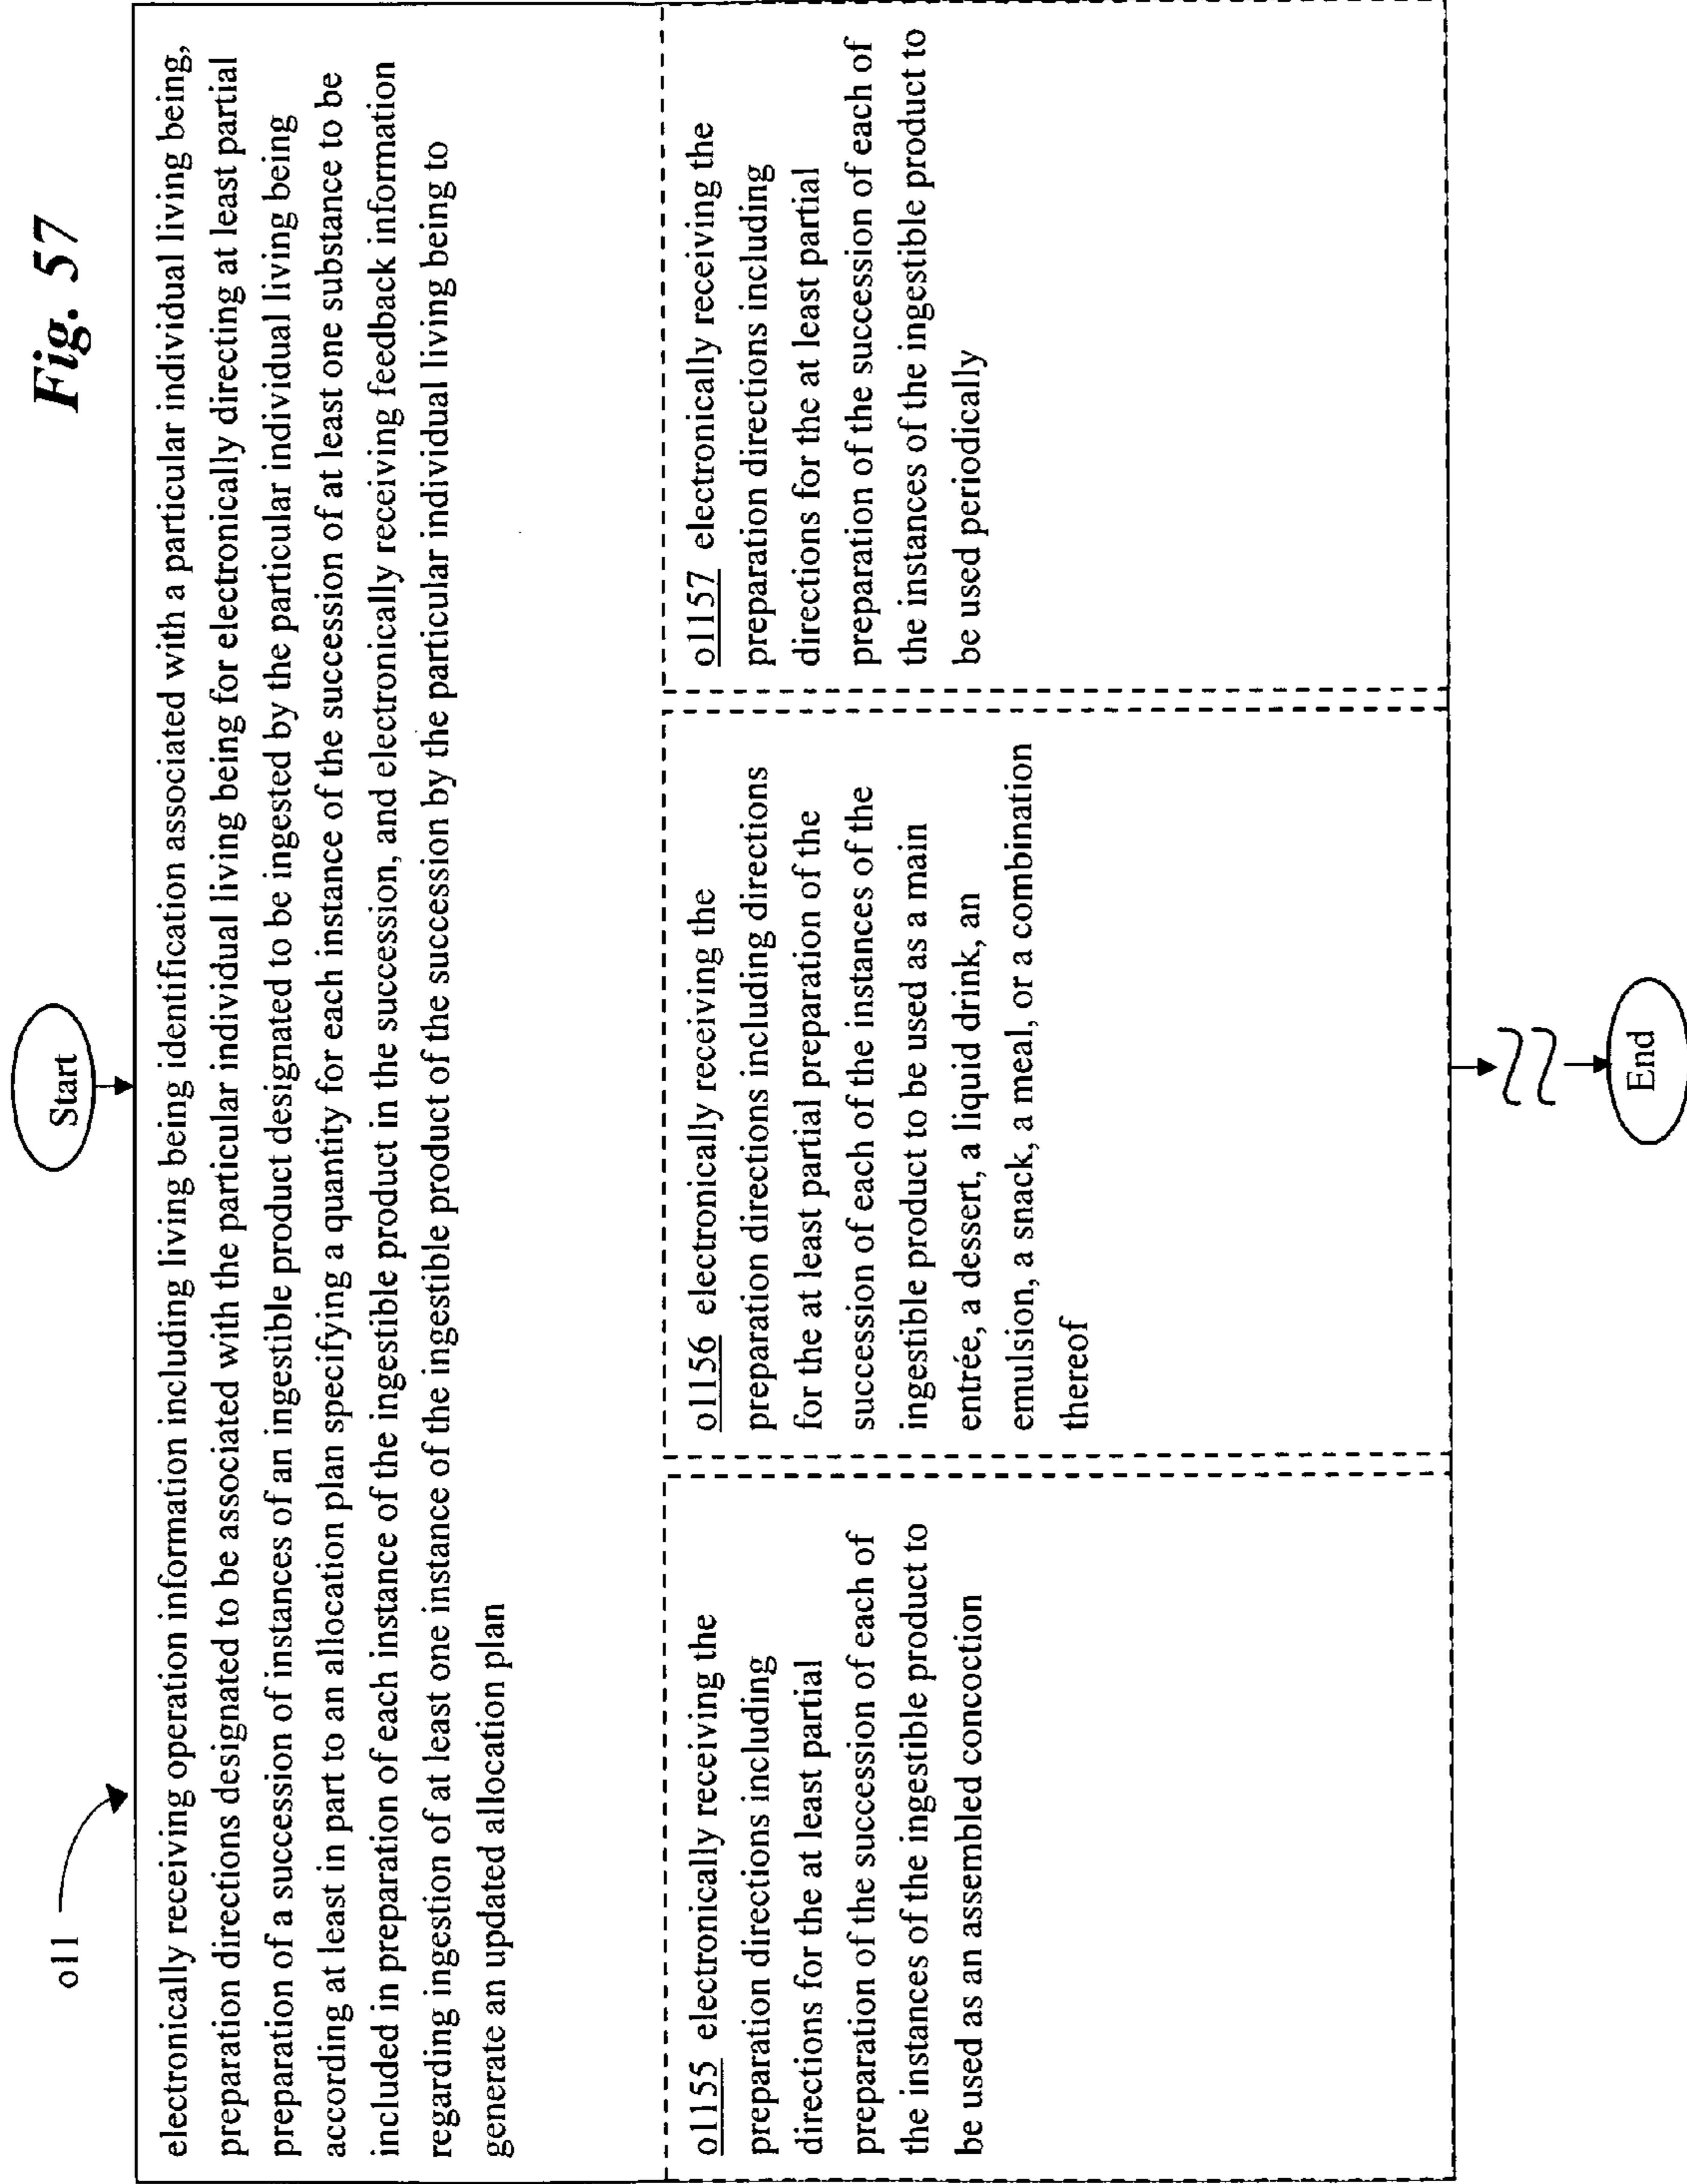 Fig. 57
Start
o11
electronically receiving operation information including living being identification associated with a particular individual living being,
preparation directions designated to be associated with the particular individual living being for electronically directing at least partial
preparation of a succession of instances of an ingestible product designated to be ingested by the particular individual living being
according at least in part to an allocation plan specifying a quantity for each instance of the succession of at least one substance to be
included in preparation of each instance of the ingestible product in the succession, and electronically receiving feedback information
regarding ingestion of at least one instance of the ingestible product of the succession by the particular individual living being to
generate an updated allocation plan
o1155 electronically receiving the
preparation directions including
directions for the at least partial
preparation of the succession of each of
the instances of the ingestible product to
be used as an assembled concoction
o1156 electronically receiving the
preparation directions including directions
for the at least partial preparation of the
succession of each of the instances of the
ingestible product to be used as a main
entrée, a dessert, a liquid drink, an
emulsion, a snack, a meal, or a combination
thereof
o1157 electronically receiving the
preparation directions including
directions for the at least partial
preparation of the succession of each of
the instances of the ingestible product to
be used periodically
End